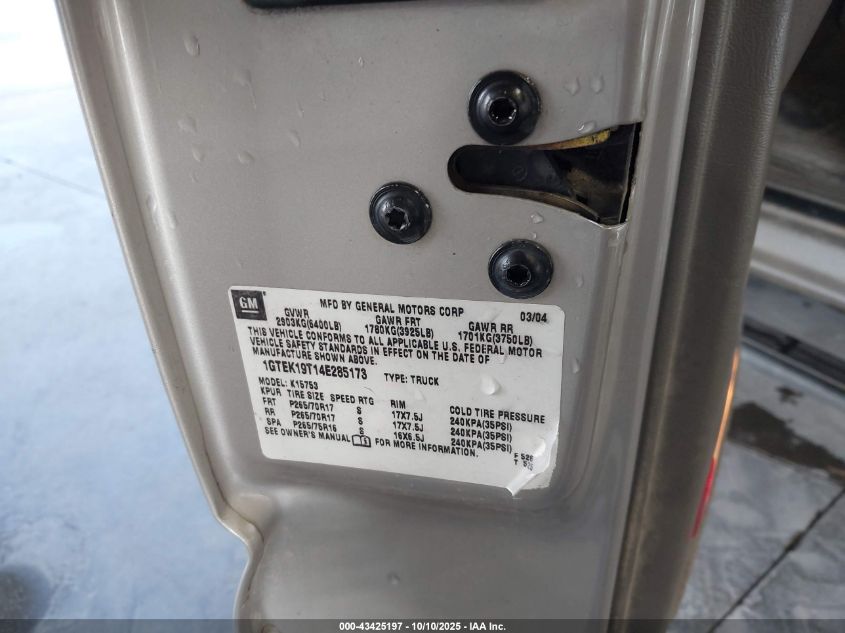 GM
MFD BY GENERAL MOTORS CORP 03/04
GVWR GAWR FRT GAWR RR
2903KG(6400LB) 1780KG(3925LB) 1701KG(3750LB)
THIS VEHICLE CONFORMS TO ALL APPLICABLE U.S. FEDERAL MOTOR
VEHICLE SAFETY STANDARDS IN EFFECT ON THE DATE OF
MANUFACTURE SHOWN ABOVE.
1GTEK19T14E285173 TYPE: TRUCK
MODEL: K15753
KPUR TIRE SIZE SPEED RTG RIM COLD TIRE PRESSURE
FRT P265/70R17 S 17X7.5J 240KPA(35PSI)
RR P265/70R17 S 17X7.5J 240KPA(35PSI)
SPA P265/75R16 S 16X6.5J 240KPA(35PSI)
SEE OWNER'S MANUAL FOR MORE INFORMATION.
F 526
T
000-43425197 - 10/10/2025 - IAA Inc.